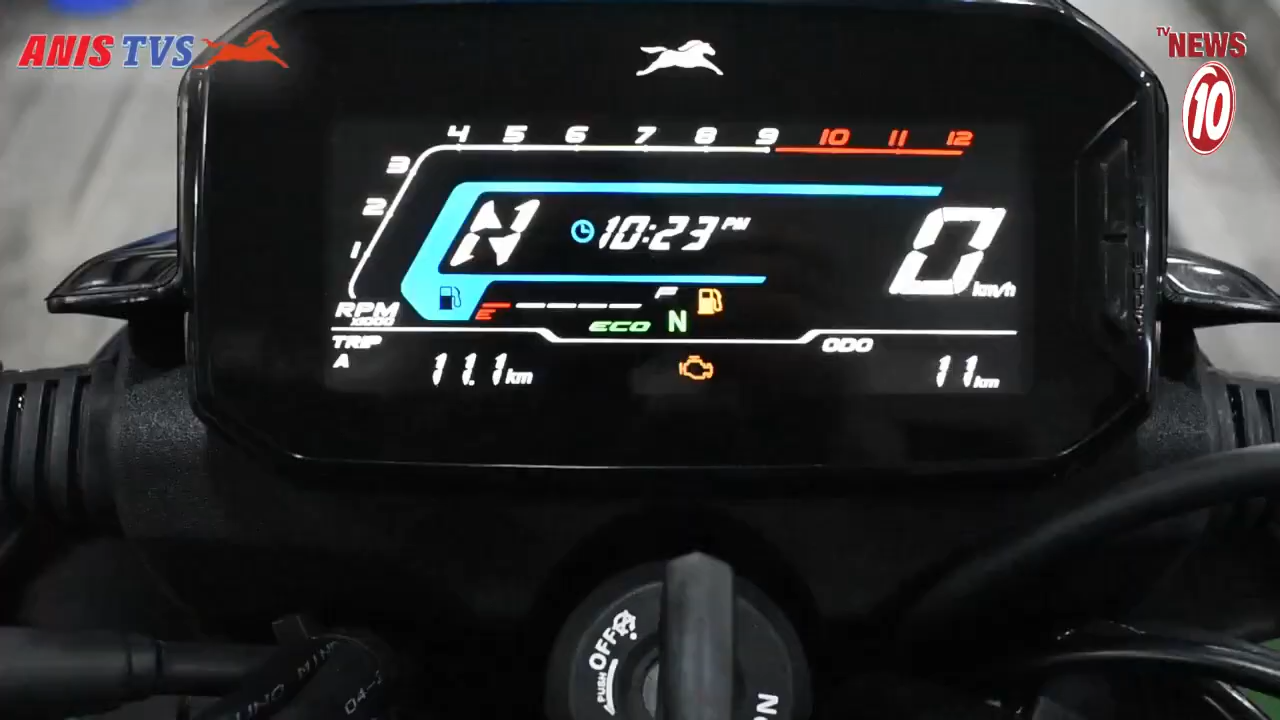 ANIS TVS
TV NEWS
10
1 2 3 4 5 6 7 8 9 10 11 12
RPM
x1000
N
10:23 PM
0 km/h
E
F
ECO
N
TRIP
A
11.1 km
ODO
11 km
OFF
PUSH